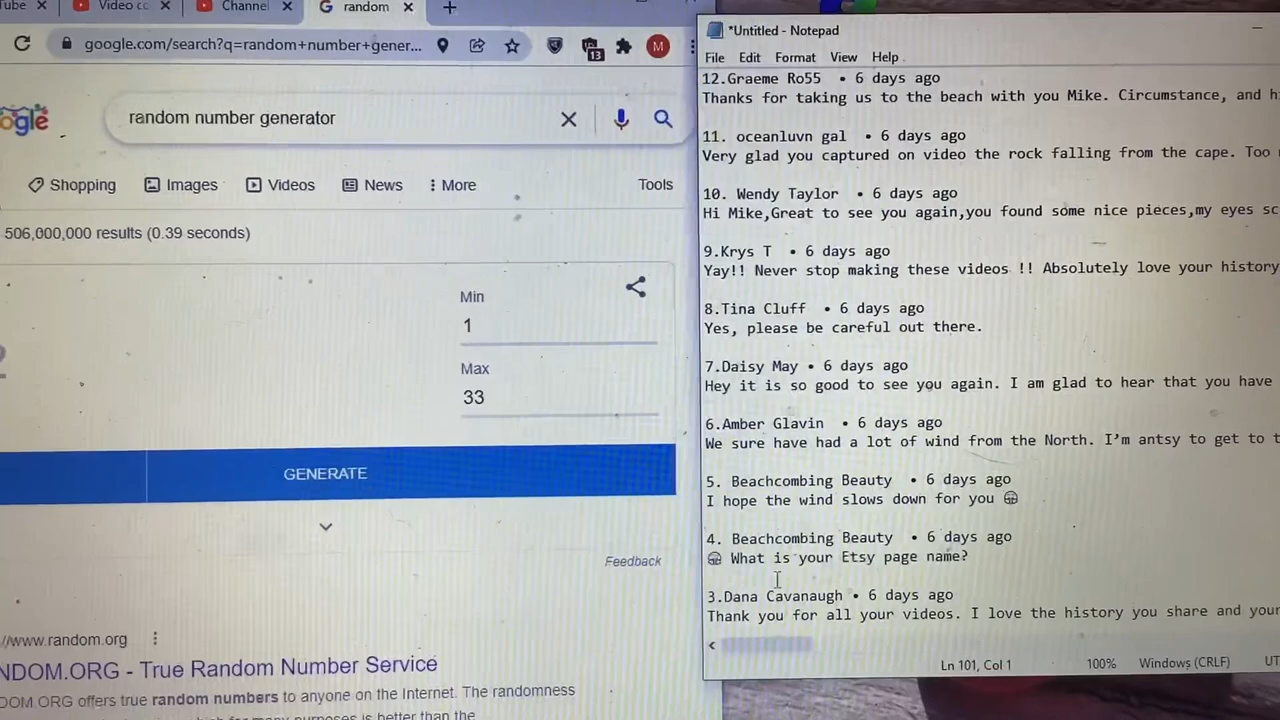 Tube
Video co
Channel
random
google.com/search?q=random+number+gener...
13
M
ogle
random number generator
Shopping
Images
Videos
News
More
Tools
506,000,000 results (0.39 seconds)
Min
1
Max
33
GENERATE
Feedback
//www.random.org
NDOM.ORG - True Random Number Service
DOM.ORG offers true random numbers to anyone on the Internet. The randomness
purposes is better than the
*Untitled - Notepad
File Edit Format View Help
12.Graeme Ro55 • 6 days ago
Thanks for taking us to the beach with you Mike. Circumstance, and h
11. oceanluvn gal • 6 days ago
Very glad you captured on video the rock falling from the cape. Too
10. Wendy Taylor • 6 days ago
Hi Mike,Great to see you again,you found some nice pieces,my eyes sc
9.Krys T • 6 days ago
Yay!! Never stop making these videos !! Absolutely love your history
8.Tina Cluff • 6 days ago
Yes, please be careful out there.
7.Daisy May • 6 days ago
Hey it is so good to see you again. I am glad to hear that you have
6.Amber Glavin • 6 days ago
We sure have had a lot of wind from the North. I'm antsy to get to t
5. Beachcombing Beauty • 6 days ago
I hope the wind slows down for you
4. Beachcombing Beauty • 6 days ago
What is your Etsy page name?
3.Dana Cavanaugh • 6 days ago
Thank you for all your videos. I love the history you share and your
Ln 101, Col 1
100%
Windows (CRLF)
UT